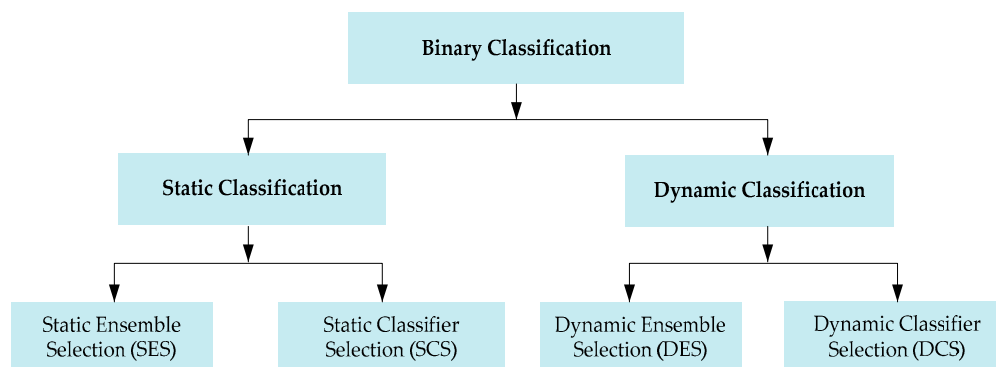 Binary Classification
Static Classification
Dynamic Classification
Static Ensemble
Selection (SES)
Static Classifier
Selection (SCS)
Dynamic Ensemble
Selection (DES)
Dynamic Classifier
Selection (DCS)